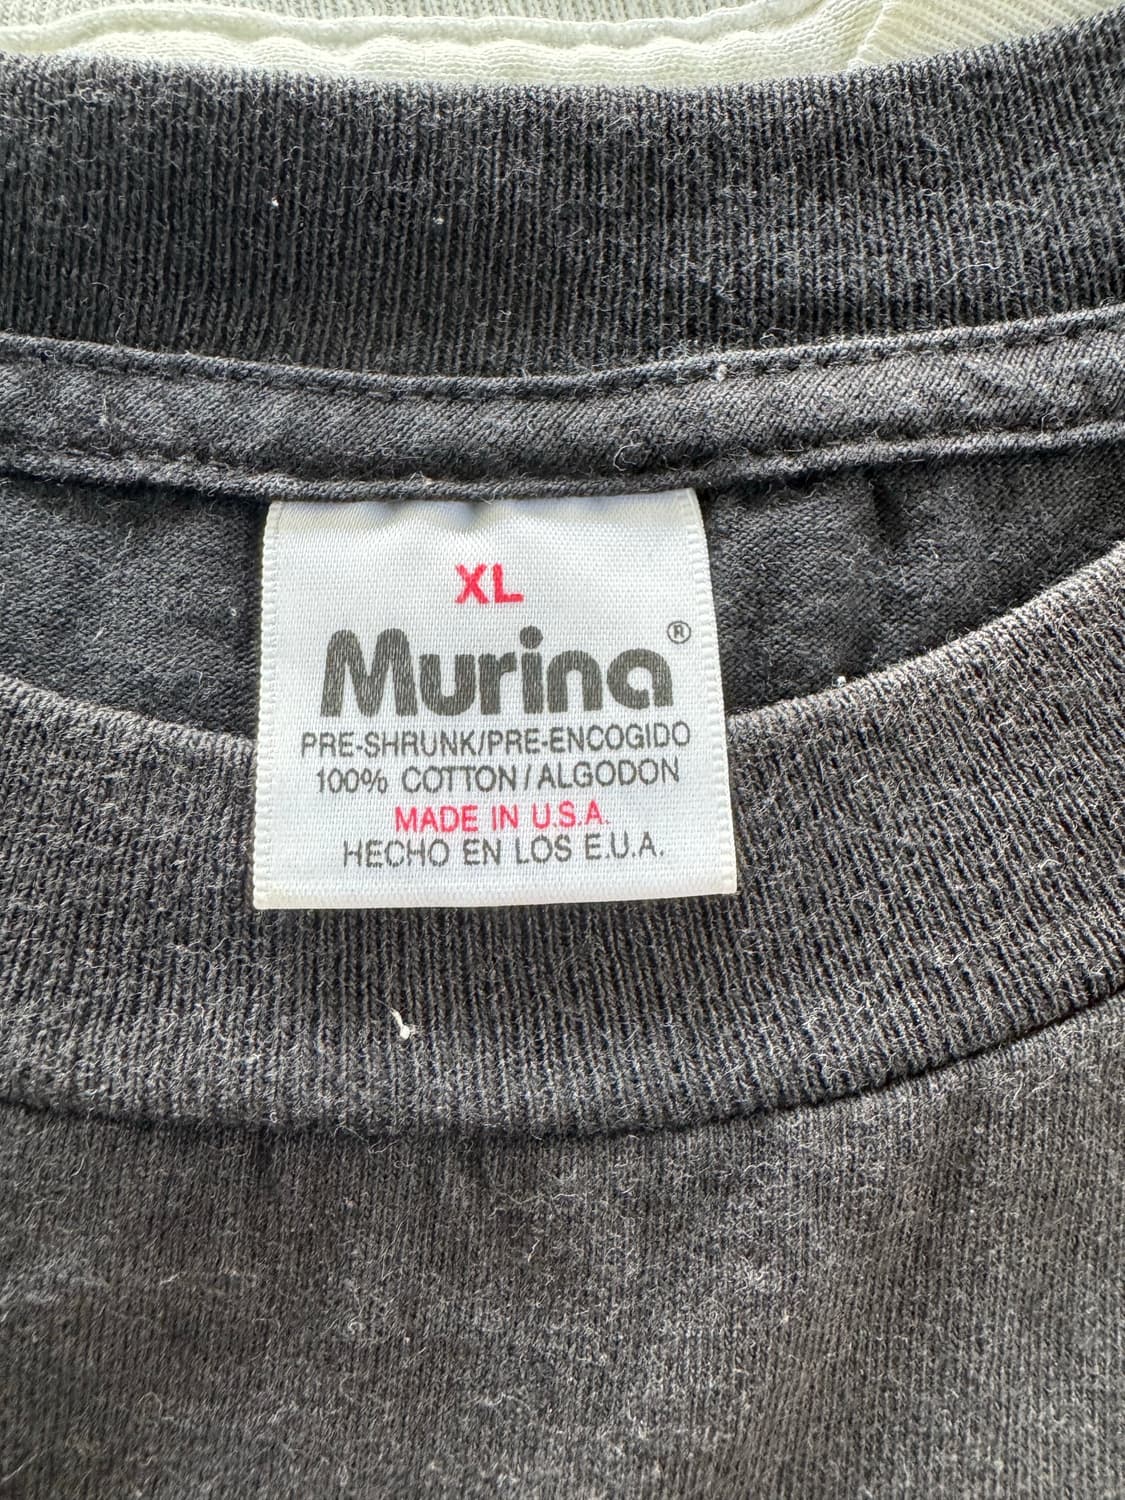 XL
Murina®
PRE-SHRUNK/PRE-ENCOGIDO
100% COTTON/ALGODON
MADE IN U.S.A.
HECHO EN LOS E.U.A.